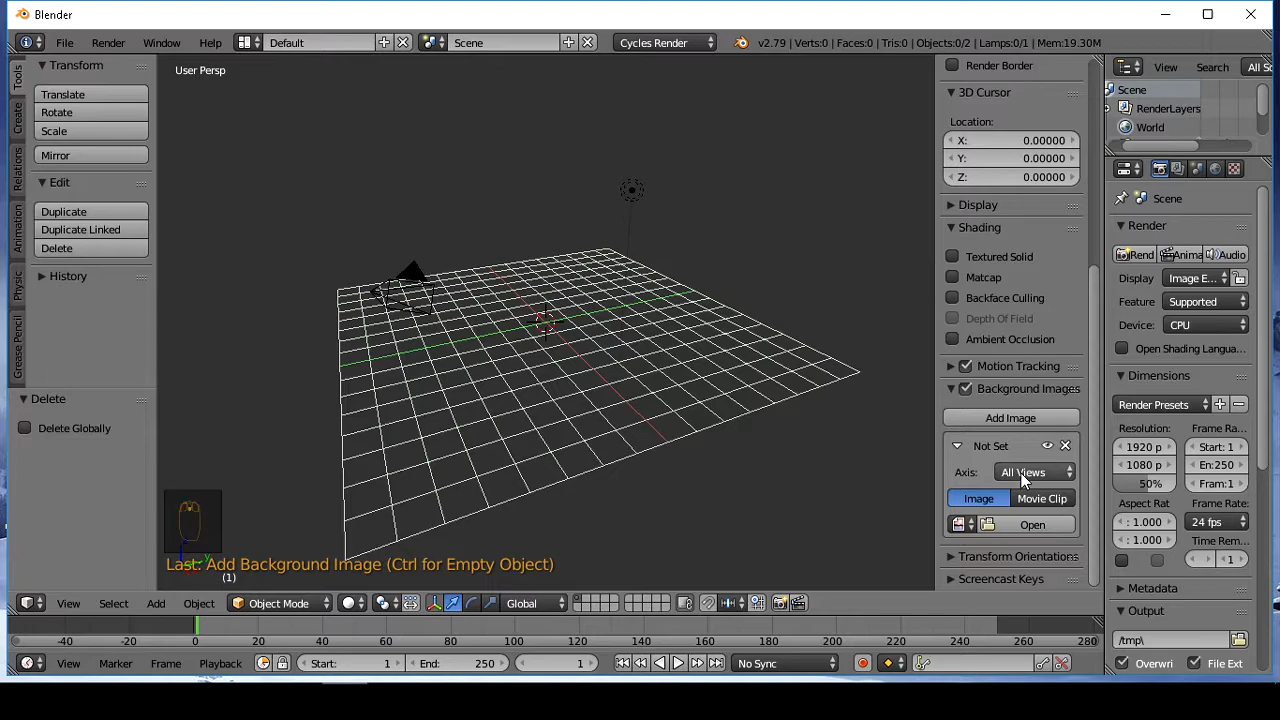 Blender
File Render Window Help Default Scene Cycles Render v2.79 | Verts:0 | Faces:0 | Tris:0 | Objects:0/2 | Lamps:0/1 | Mem:19.30M
Tools
Create
Relations
Animation
Physic
Grease Pencil
Transform
Translate
Rotate
Scale
Mirror
Edit
Duplicate
Duplicate Linked
Delete
History
Delete
Delete Globally
User Persp
Last: Add Background Image (Ctrl for Empty Object)
(1)
Render Border
3D Cursor
Location:
X: 0.00000
Y: 0.00000
Z: 0.00000
Display
Shading
Textured Solid
Matcap
Backface Culling
Depth Of Field
Ambient Occlusion
Motion Tracking
Background Images
Add Image
Not Set
Axis: All Views
Image Movie Clip
Open
Transform Orientations
Screencast Keys
View Search All Sc
Scene
RenderLayers
World
Scene
Render
Rend Anima Audio
Display Image E...
Feature Supported
Device: CPU
Open Shading Langua...
Dimensions
Render Presets
Resolution: Frame Ra...
1920 p Start: 1
1080 p En:250
50% Fram:1
Aspect Rat Frame Rate:
: 1.000 24 fps
: 1.000 Time Rem...
1
Metadata
Output
/tmp\
Overwri File Ext
View Select Add Object Object Mode Global
-40 -20 0 20 40 60 80 100 120 140 160 180 200 220 240 260 280
View Marker Frame Playback Start: 1 End: 250 1 No Sync